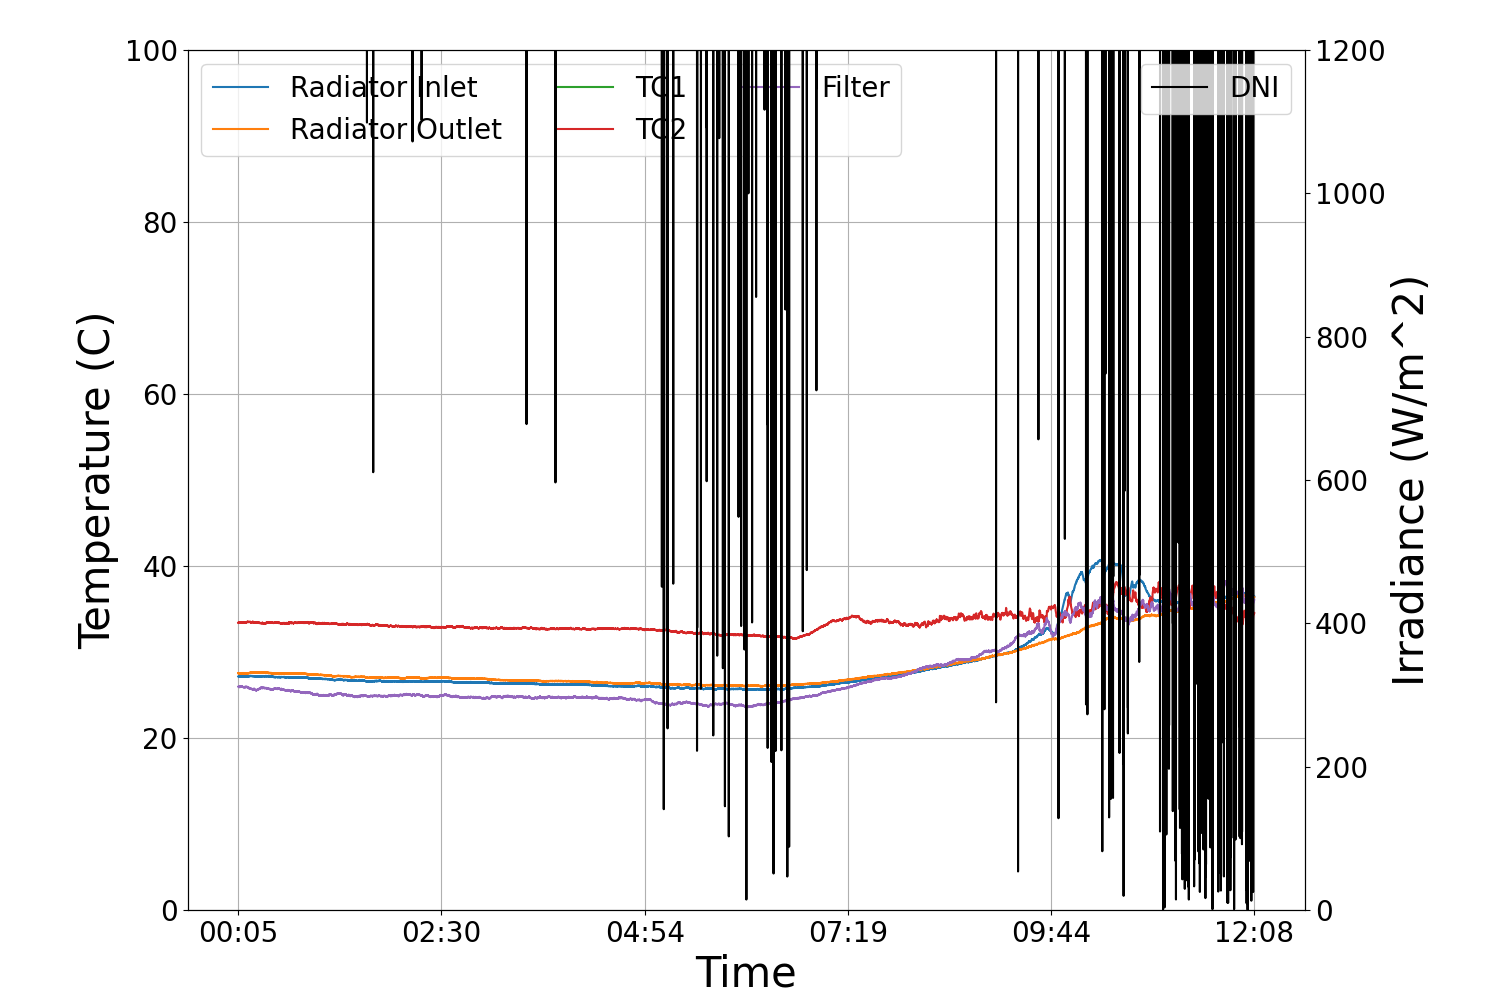 Radiator Inlet
Radiator Outlet
TC1
TC2
Filter
DNI
100
80
60
40
20
0
Temperature (C)
1200
1000
800
600
400
200
0
Irradiance (W/m^2)
00:05 02:30 04:54 07:19 09:44 12:08
Time